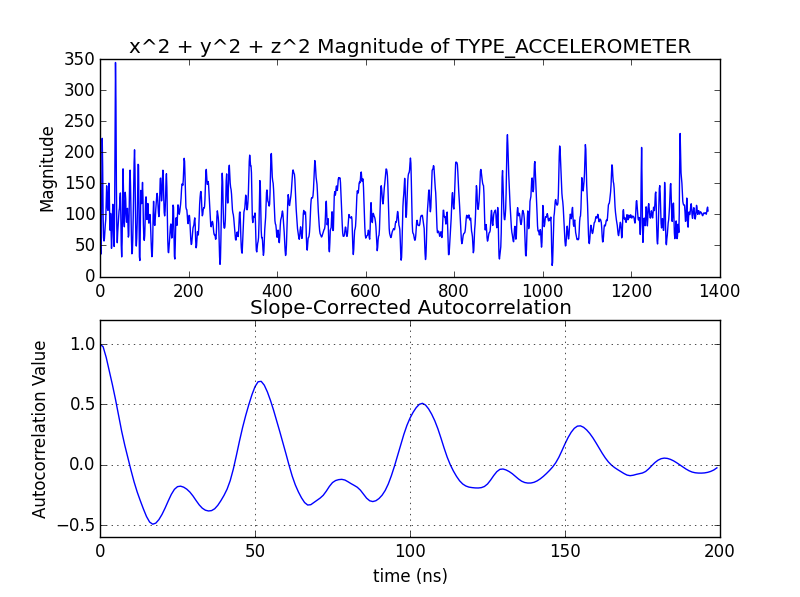 x^2 + y^2 + z^2 Magnitude of TYPE_ACCELEROMETER
350
300
250
200
150
100
50
0
Magnitude
0 200 400 600 800 1000 1200 1400
Slope-Corrected Autocorrelation
1.0
0.5
0.0
−0.5
Autocorrelation Value
0 50 100 150 200
time (ns)